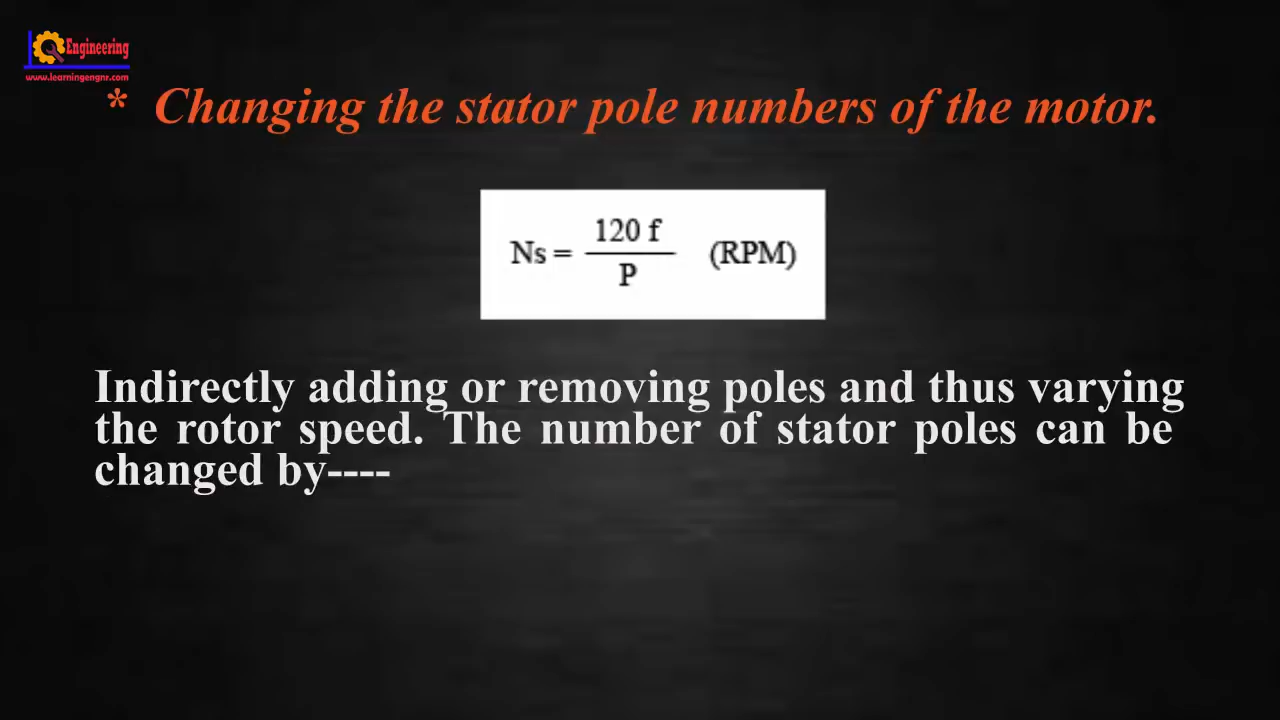 Engineering
www.learningengnr.com
* Changing the stator pole numbers of the motor.
Ns = 120 f / P (RPM)
Indirectly adding or removing poles and thus varying
the rotor speed. The number of stator poles can be
changed by----